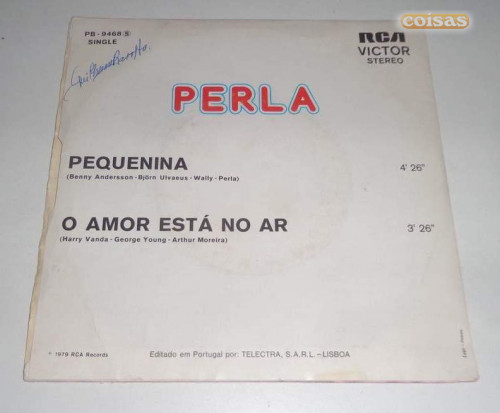 coisas
PB-9468 S
SINGLE
RCA
VICTOR
STEREO
PERLA
PEQUENINA
4' 26"
(Benny Andersson - Björn Ulvaeus - Wally - Perla)
O AMOR ESTÁ NO AR
3' 26"
(Harry Vanda - George Young - Arthur Moreira)
© 1978 RCA Records
Editado em Portugal por: TELECTRA, S.A.R.L. - LISBOA